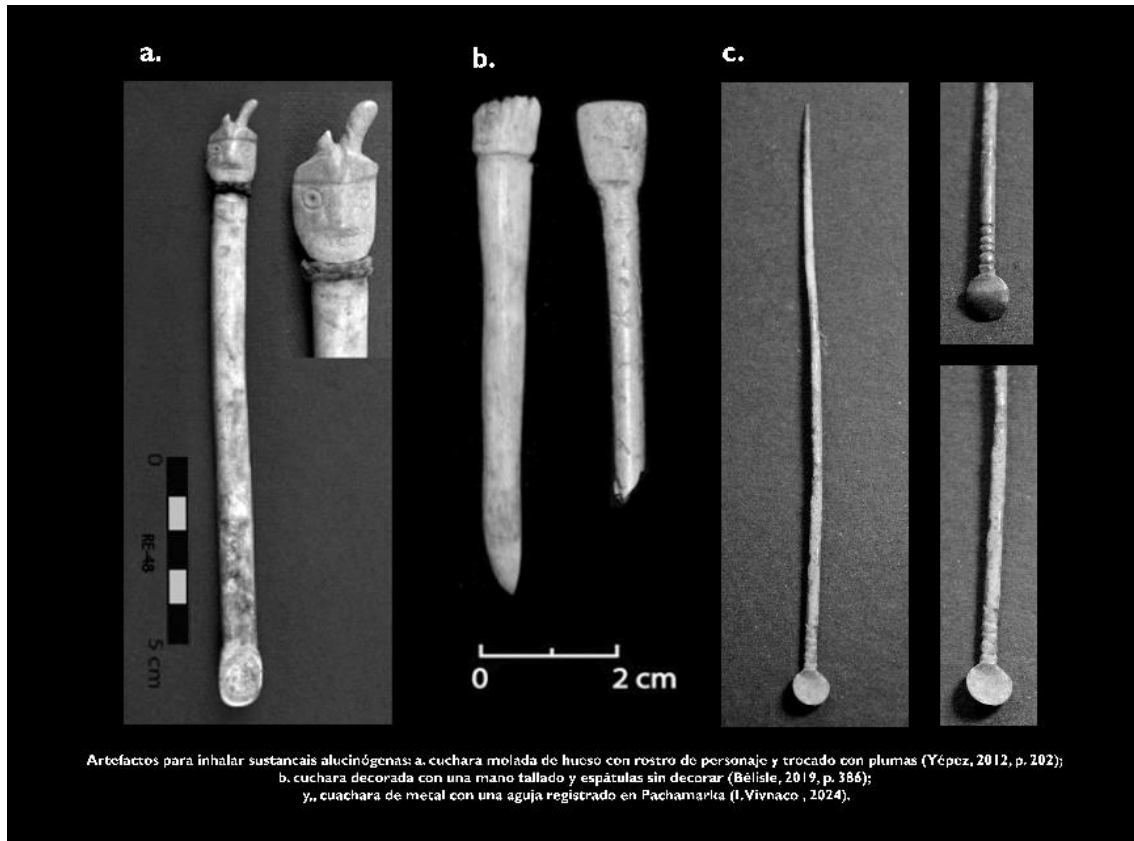 a.
b.
c.
0
RE-48
5 cm
0 2 cm
Artefactos para inhalar sustancais alucinógenas: a. cuchara molada de hueso con rostro de personaje y trocado con plumas (Yépez, 2012, p. 202);
b. cuchara decorada con una mano tallado y espátulas sin decorar (Bélisle, 2019, p. 386);
y,, cuachara de metal con una aguja registrado en Pachamarka (I. Vivnaco , 2024).